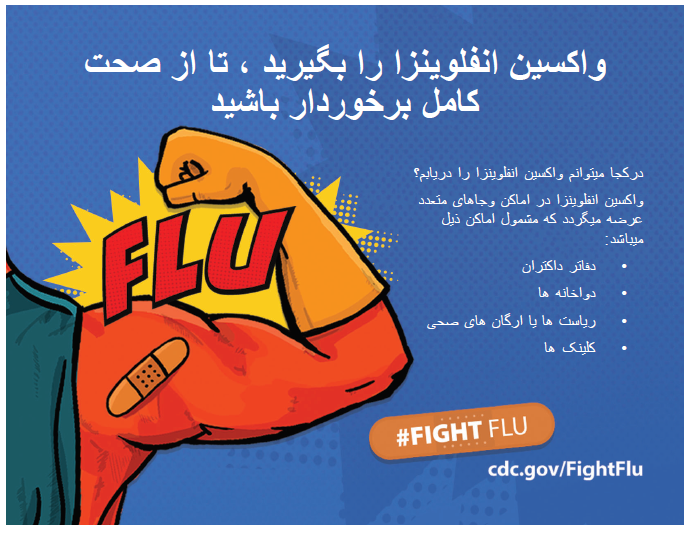 واکسین انفلوینزا را بگیرید ، تا از صحت
کامل برخوردار باشید
FLU
درکجا میتوانم واکسین انفلوینزا را دریابم؟
واکسین انفلوینزا در اماکن وجاهای متعدد
عرضه میگردد که مشمول اماکن ذیل
میباشد:
• دفاتر داکتران
• دواخانه ها
• ریاست ها یا ارگان های صحی
• کلینک ها
#FIGHT FLU
cdc.gov/FightFlu